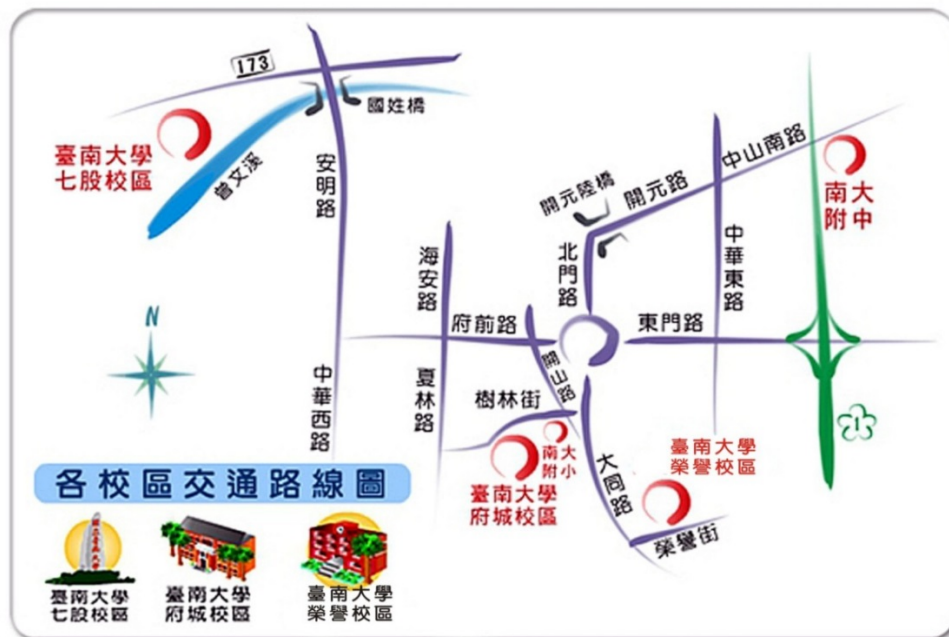 173
國姓橋
臺南大學
七股校區
曾文溪
安明路
開元陸橋
開元路
中山南路
南大
附中
北門路
中華東路
海安路
N
府前路
東門路
開山路
中華西路
夏林路
樹林街
南大
附小
臺南大學
府城校區
大同路
臺南大學
榮譽校區
1
榮譽街
各校區交通路線圖
國立臺南大學
臺南大學
七股校區
臺南大學
府城校區
臺南大學
榮譽校區